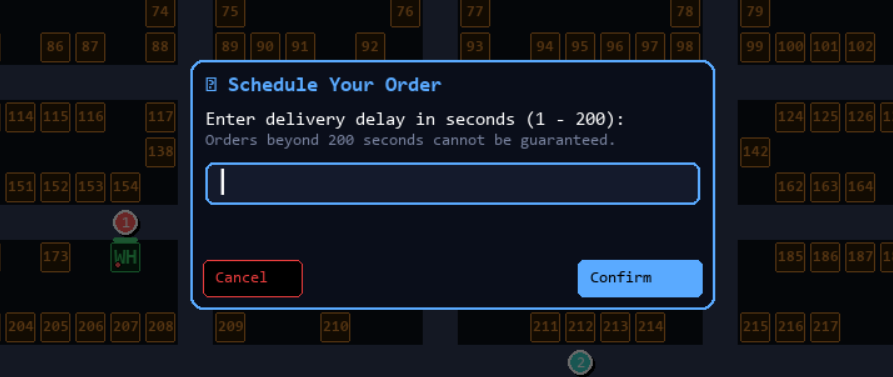 74 75 76 77 78 79
86 87 88 89 90 91 92 93 94 95 96 97 98 99 100 101 102
Schedule Your Order
114 115 116 117 Enter delivery delay in seconds (1 - 200): 124 125 126
138 Orders beyond 200 seconds cannot be guaranteed. 142
151 152 153 154 162 163 164
1
173 WH 185 186 187
Cancel Confirm
204 205 206 207 208 209 210 211 212 213 214 215 216 217
2